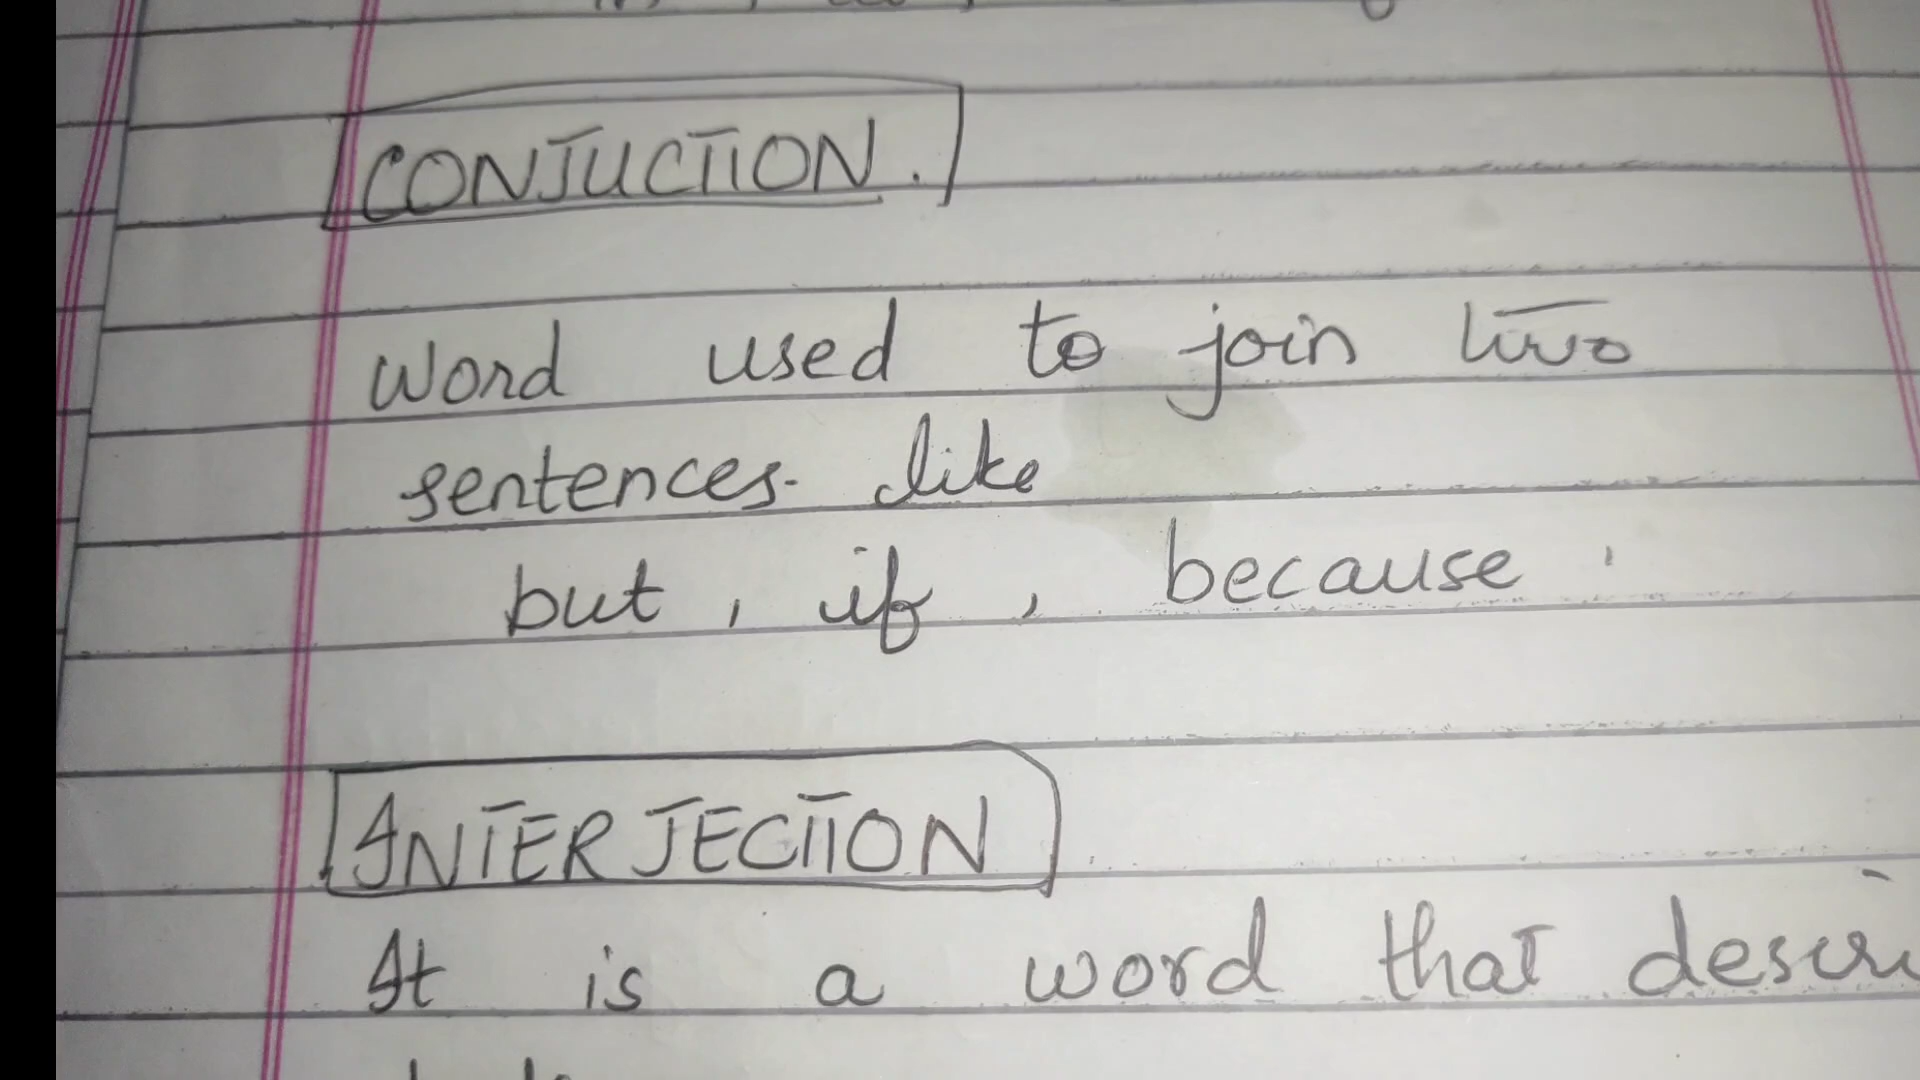 CONJUCTION.
word used to join two
sentences. like
but, if, because.
INTERJECTION
It is a word that descri